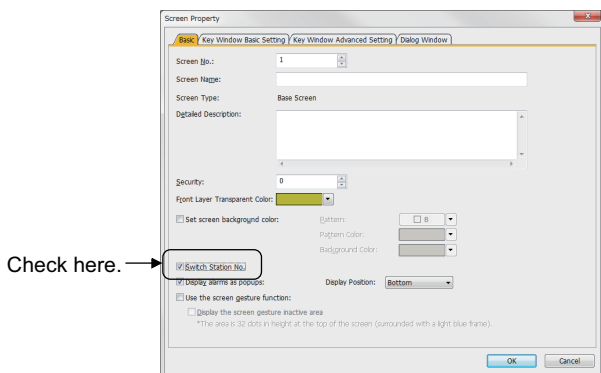 Screen Property
Basic Key Window Basic Setting Key Window Advanced Setting Dialog Window
Screen No.: 1
Screen Name:
Screen Type: Base Screen
Detailed Description:
Security: 0
Front Layer Transparent Color:
Set screen background color: Pattern: B
Pattern Color:
Background Color:
Check here.
Switch Station No.
Display alarms as popups: Display Position: Bottom
Use the screen gesture function:
Display the screen gesture inactive area
*The area is 32 dots in height at the top of the screen (surrounded with a light blue frame).
OK Cancel